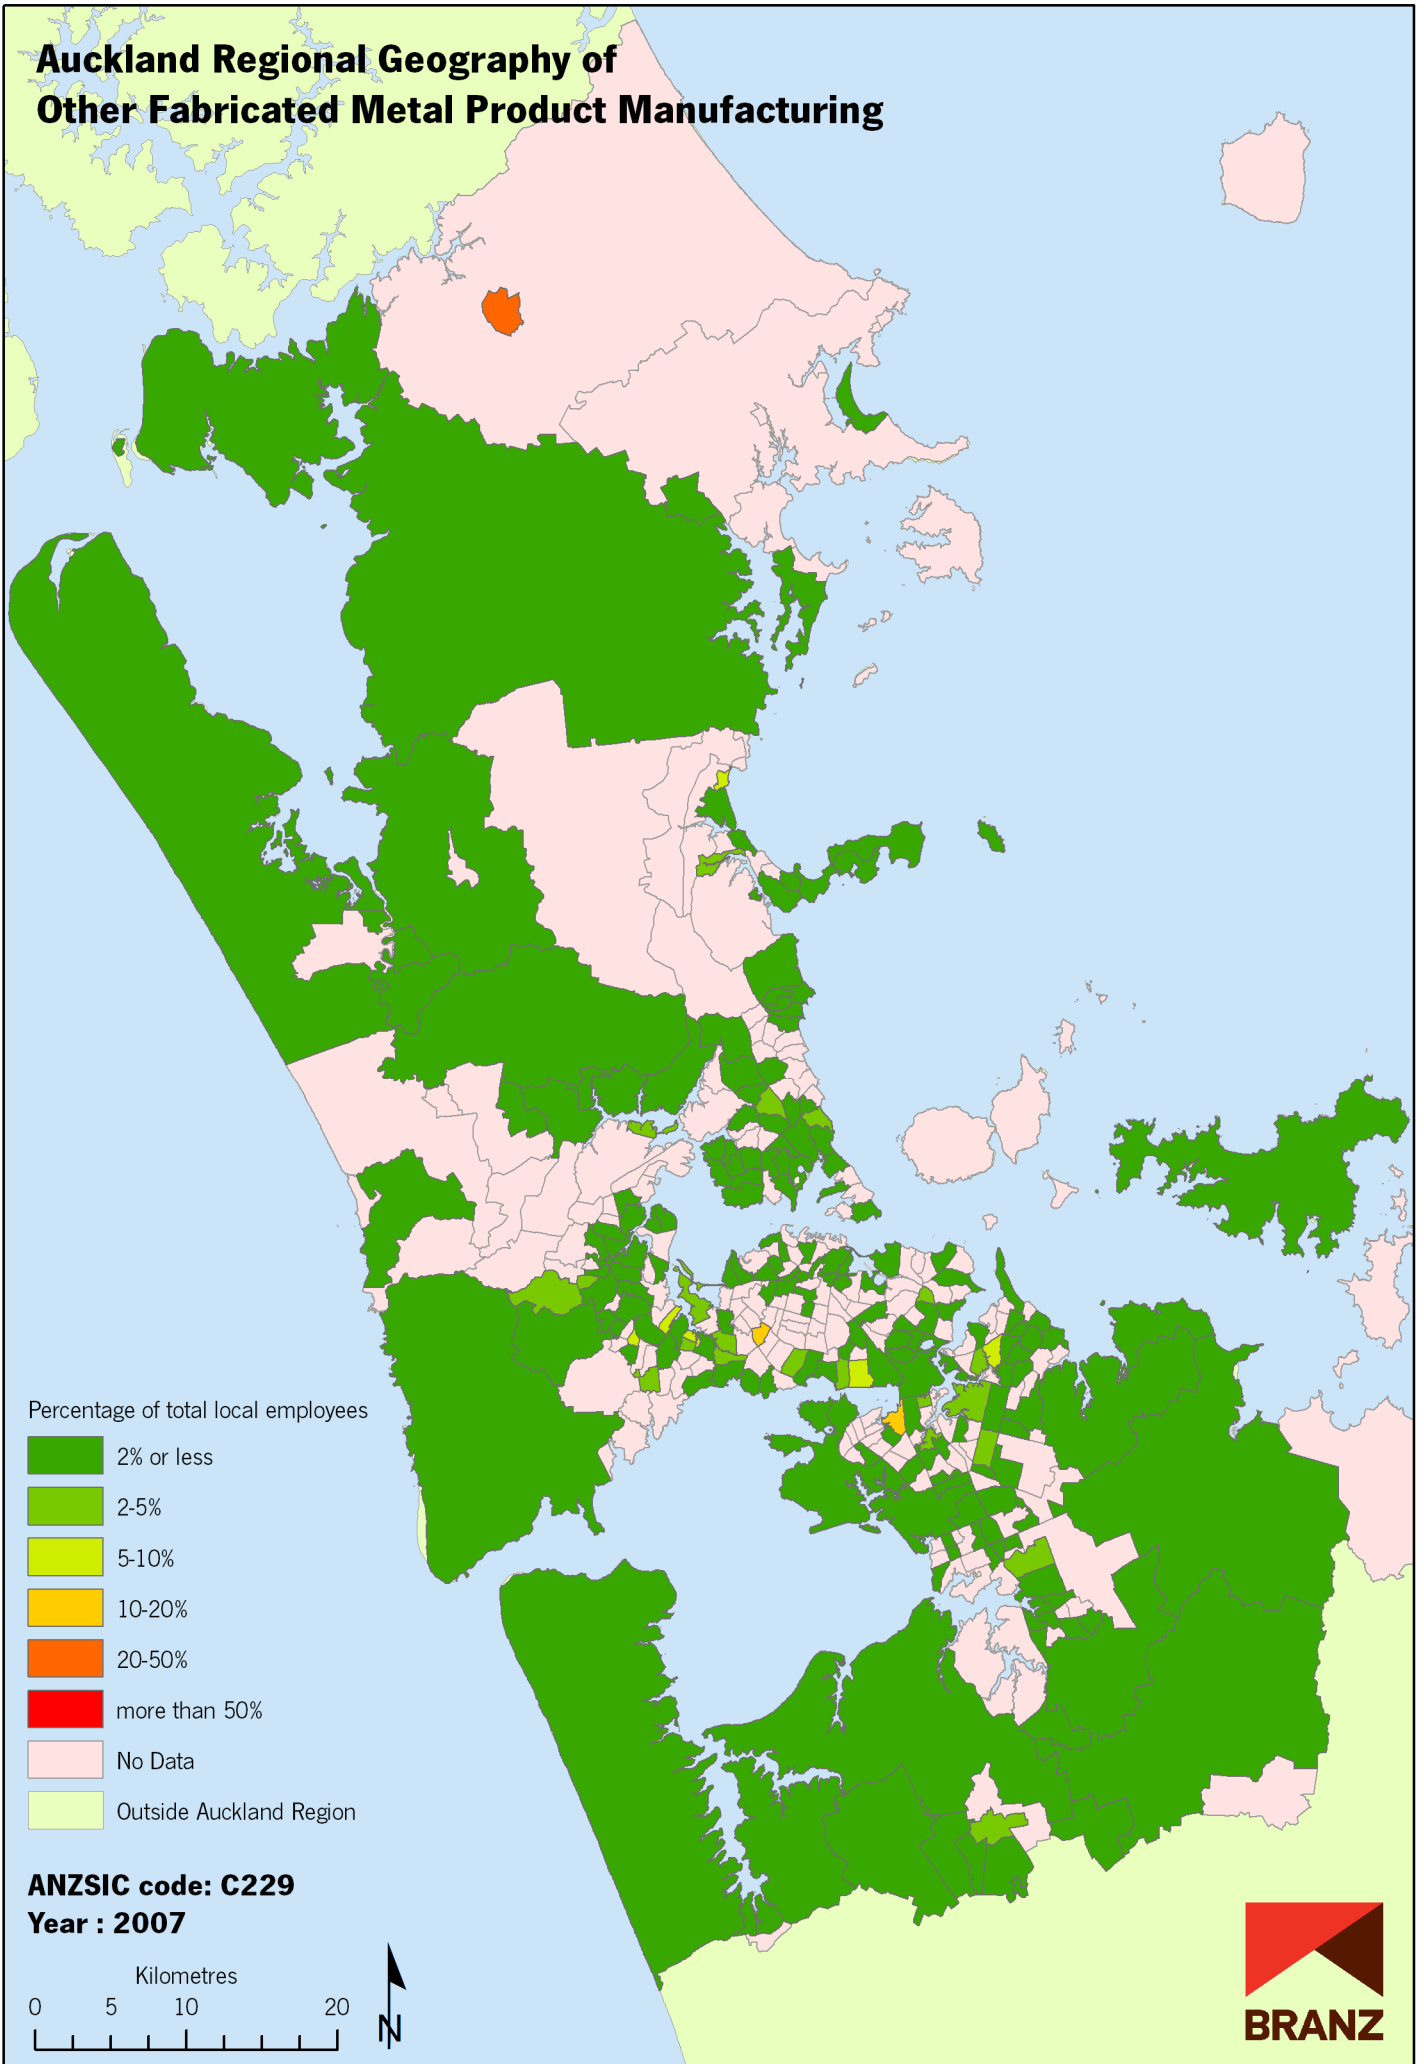 Auckland Regional Geography of
Other Fabricated Metal Product Manufacturing
Percentage of total local employees
2% or less
2-5%
5-10%
10-20%
20-50%
more than 50%
No Data
Outside Auckland Region
ANZSIC code: C229
Year : 2007
Kilometres
0 5 10 20
N
BRANZ